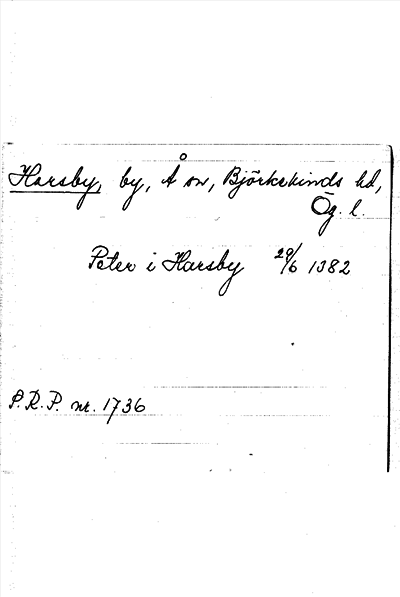 Harsby, by, Å sn, Björkekinds hd,
Ög. l.
Peter i Harsby 29/6 1382
S.R.P. nr. 1736